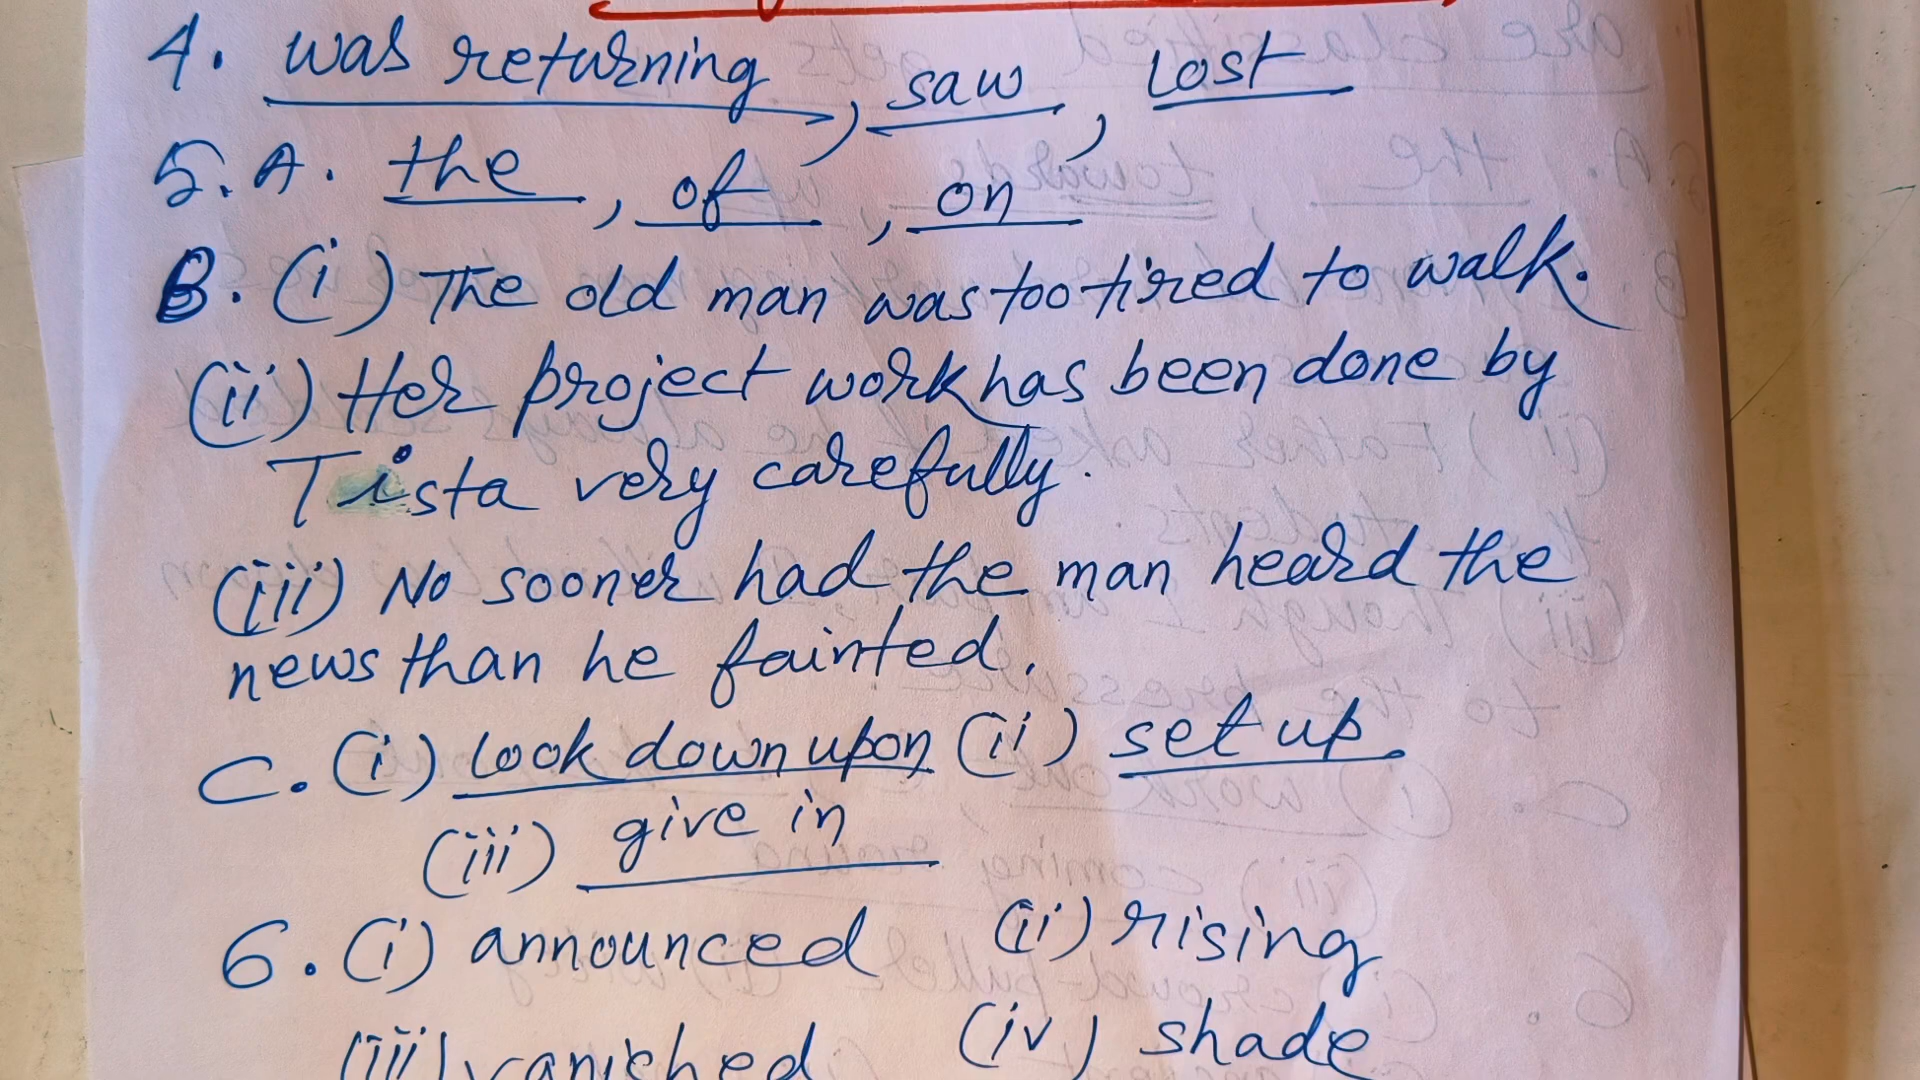 4. was returning, saw, lost
5. A. the, of, on
B. (i) The old man was too tired to walk.
(ii) Her project work has been done by
Tista very carefully.
(iii) No sooner had the man heard the
news than he fainted.
C. (i) look down upon (ii) set up.
(iii) give in
6. (i) announced (ii) rising
(iii) vanished (iv) shade